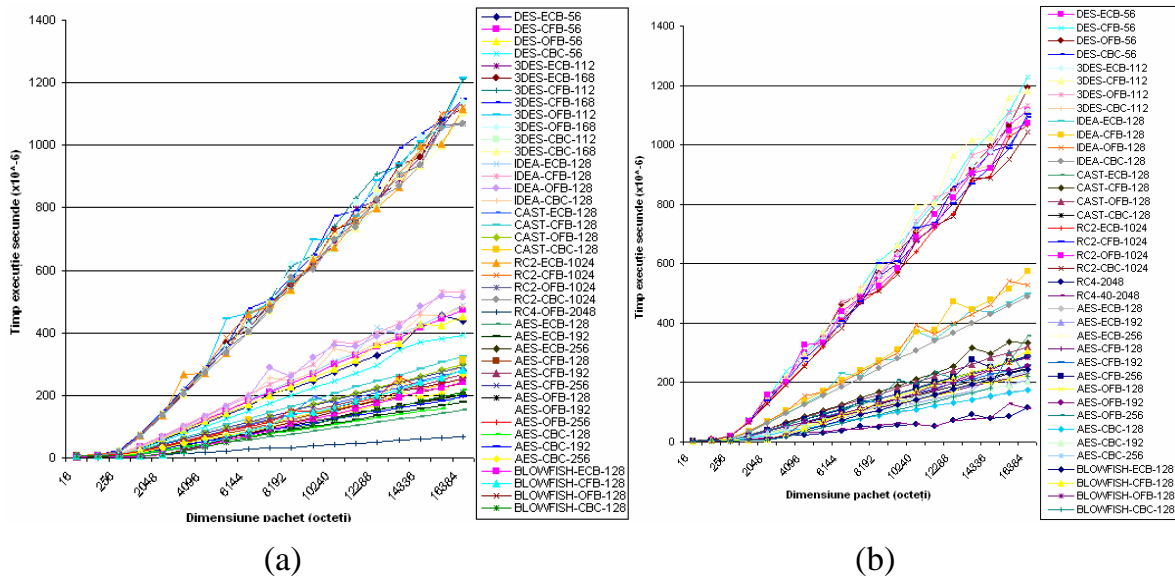 1400
1200
1000
800
600
400
200
0
Timp execuție secunde (x10^-6)
16
256
2048
4096
6144
8192
10240
12288
14336
16384
Dimensiune pachet (octeți)
DES-ECB-56
DES-CFB-56
DES-OFB-56
DES-CBC-56
3DES-ECB-112
3DES-ECB-168
3DES-CFB-112
3DES-CFB-168
3DES-OFB-112
3DES-OFB-168
3DES-CBC-112
3DES-CBC-168
IDEA-ECB-128
IDEA-CFB-128
IDEA-OFB-128
IDEA-CBC-128
CAST-ECB-128
CAST-CFB-128
CAST-OFB-128
CAST-CBC-128
RC2-ECB-1024
RC2-CFB-1024
RC2-OFB-1024
RC2-CBC-1024
RC4-OFB-2048
AES-ECB-128
AES-ECB-192
AES-ECB-256
AES-CFB-128
AES-CFB-192
AES-CFB-256
AES-OFB-128
AES-OFB-192
AES-OFB-256
AES-CBC-128
AES-CBC-192
AES-CBC-256
BLOWFISH-ECB-128
BLOWFISH-CFB-128
BLOWFISH-OFB-128
BLOWFISH-CBC-128
(a)
1400
1200
1000
800
600
400
200
0
Timp execuție secunde (x10^-6)
16
256
2048
4096
6144
8192
10240
12288
14336
16384
Dimensiune pachet (octeți)
DES-ECB-56
DES-CFB-56
DES-OFB-56
DES-CBC-56
3DES-ECB-112
3DES-CFB-112
3DES-OFB-112
3DES-CBC-112
IDEA-ECB-128
IDEA-CFB-128
IDEA-OFB-128
IDEA-CBC-128
CAST-ECB-128
CAST-CFB-128
CAST-OFB-128
CAST-CBC-128
RC2-ECB-1024
RC2-CFB-1024
RC2-OFB-1024
RC2-CBC-1024
RC4-2048
RC4-40-2048
AES-ECB-128
AES-ECB-192
AES-ECB-256
AES-CFB-128
AES-CFB-192
AES-CFB-256
AES-OFB-128
AES-OFB-192
AES-OFB-256
AES-CBC-128
AES-CBC-192
AES-CBC-256
BLOWFISH-ECB-128
BLOWFISH-CFB-128
BLOWFISH-OFB-128
BLOWFISH-CBC-128
(b)